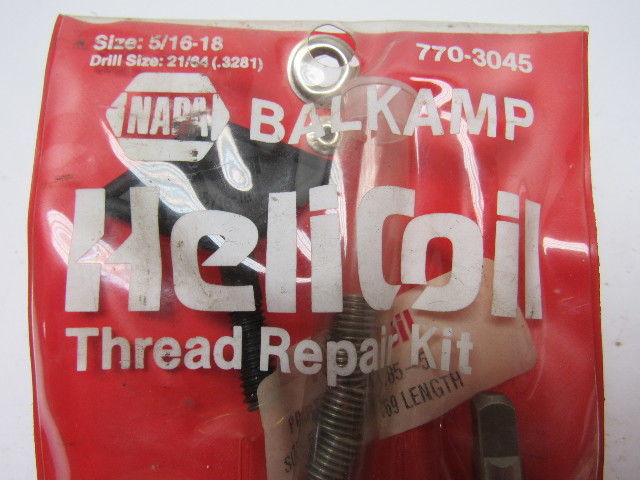 Size: 5/16-18
Drill Size: 21/64 (.3281)
770-3045
NAPA
BALKAMP
HeliCoil
Thread Repair Kit
LENGTH